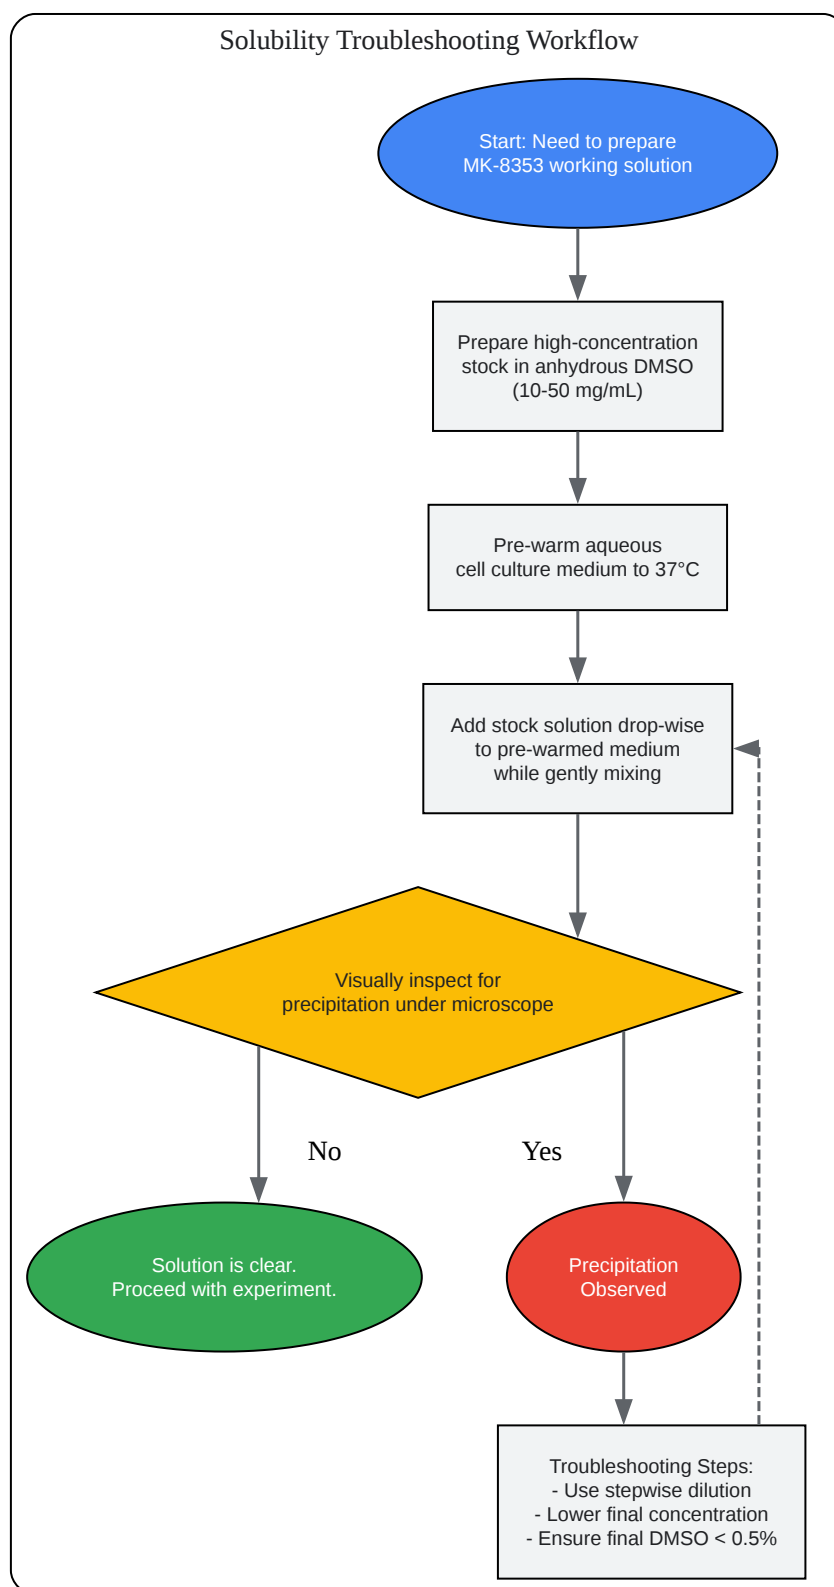 Solubility Troubleshooting Workflow
Start: Need to prepare
MK-8353 working solution
Prepare high-concentration
stock in anhydrous DMSO
(10-50 mg/mL)
Pre-warm aqueous
cell culture medium to 37°C
Add stock solution drop-wise
to pre-warmed medium
while gently mixing
Visually inspect for
precipitation under microscope
No
Yes
Solution is clear.
Proceed with experiment.
Precipitation
Observed
Troubleshooting Steps:
- Use stepwise dilution
- Lower final concentration
- Ensure final DMSO < 0.5%